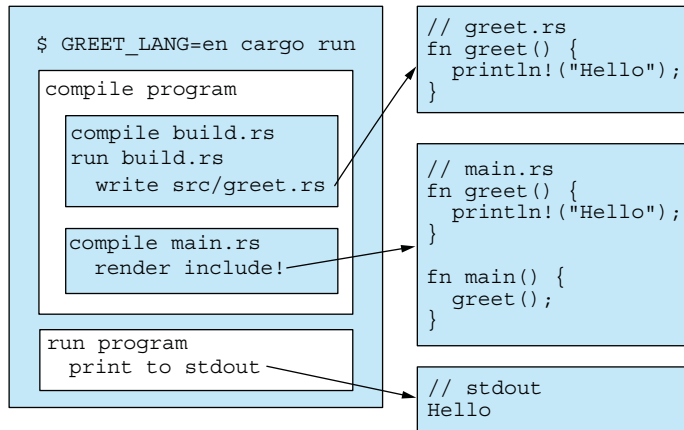 $ GREET_LANG=en cargo run
compile program
compile build.rs
run build.rs
write src/greet.rs
compile main.rs
render include!
run program
print to stdout
// greet.rs
fn greet() {
  println!("Hello");
}
// main.rs
fn greet() {
  println!("Hello");
}
fn main() {
  greet();
}
// stdout
Hello